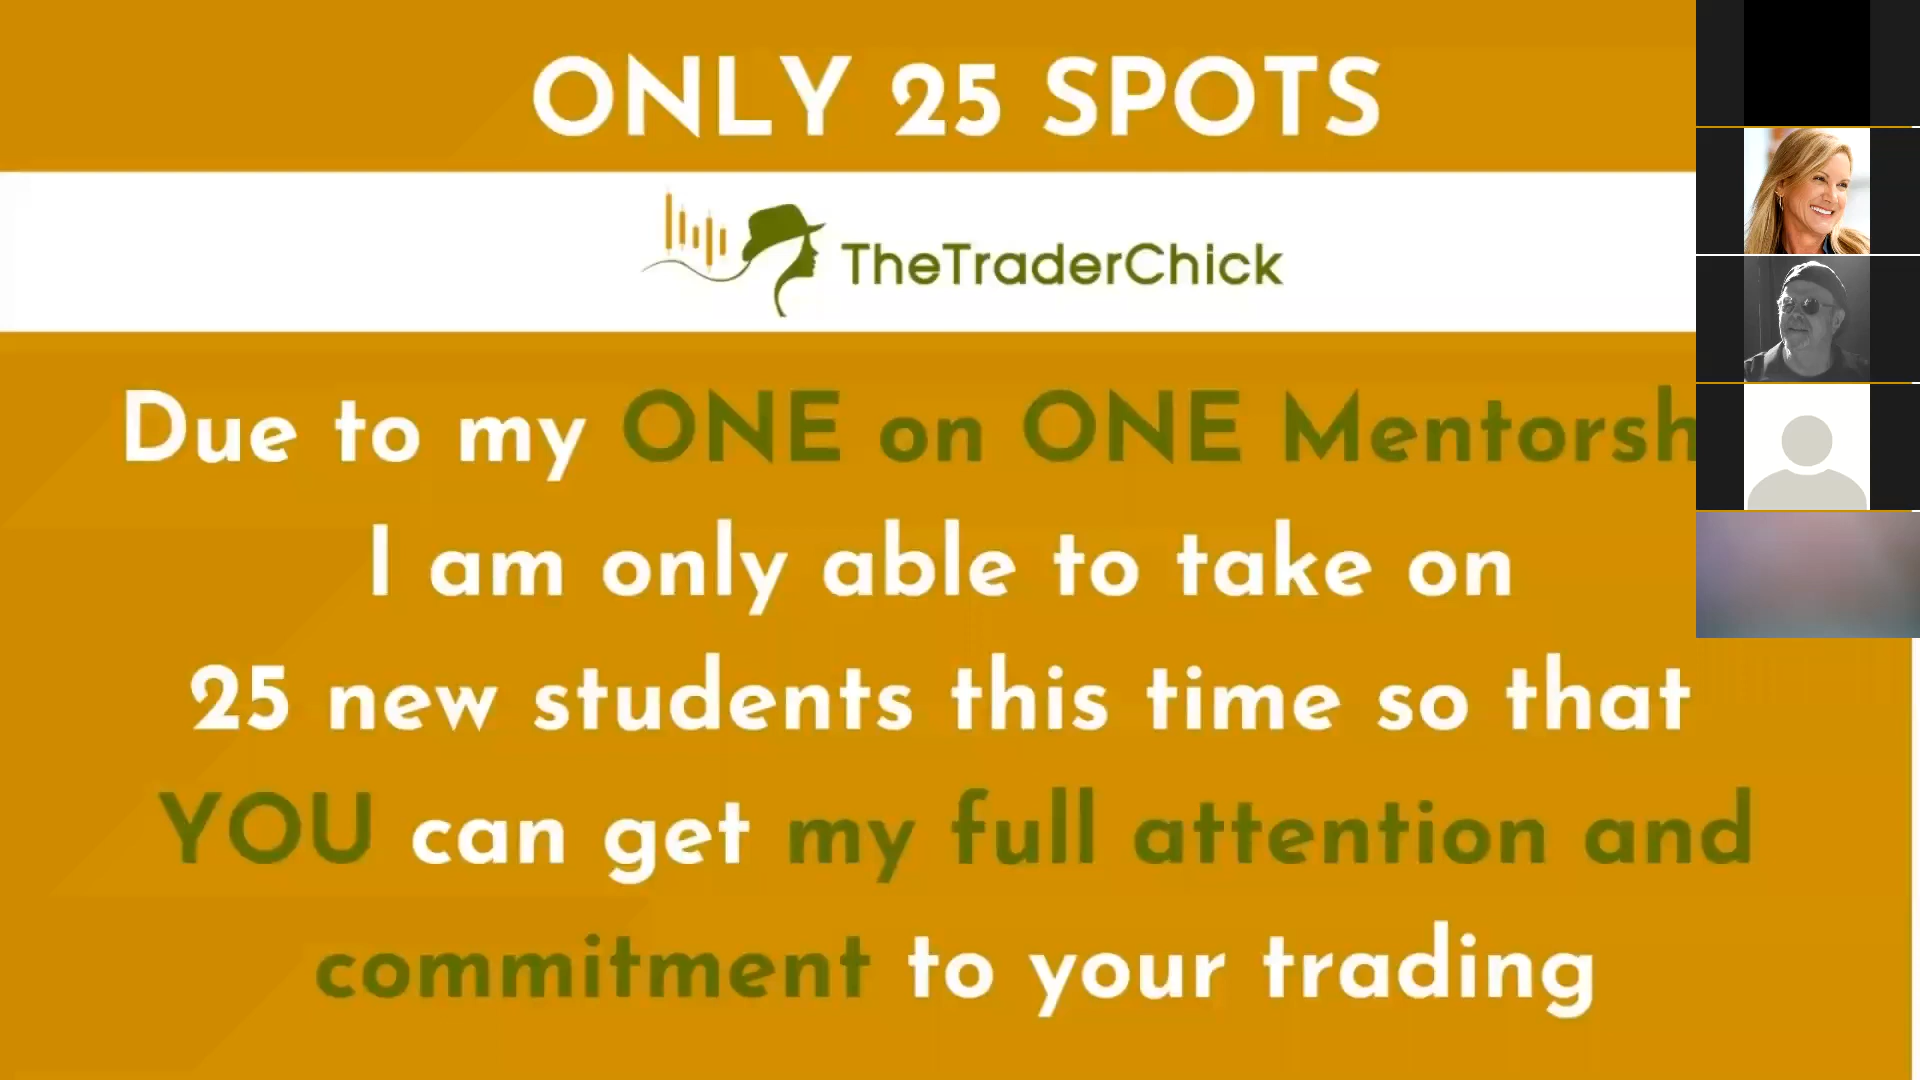 ONLY 25 SPOTS
TheTraderChick
Due to my ONE on ONE Mentorsh
I am only able to take on
25 new students this time so that
YOU can get my full attention and
commitment to your trading